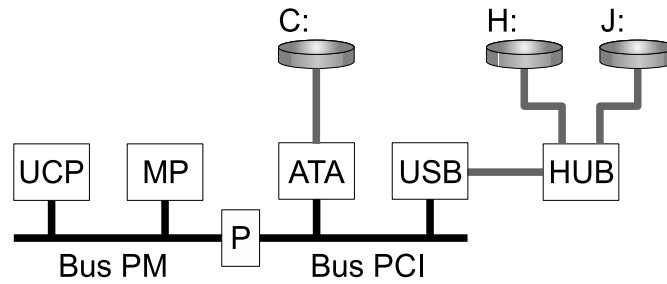 C: H: J:
UCP MP ATA USB HUB
P
Bus PM Bus PCI